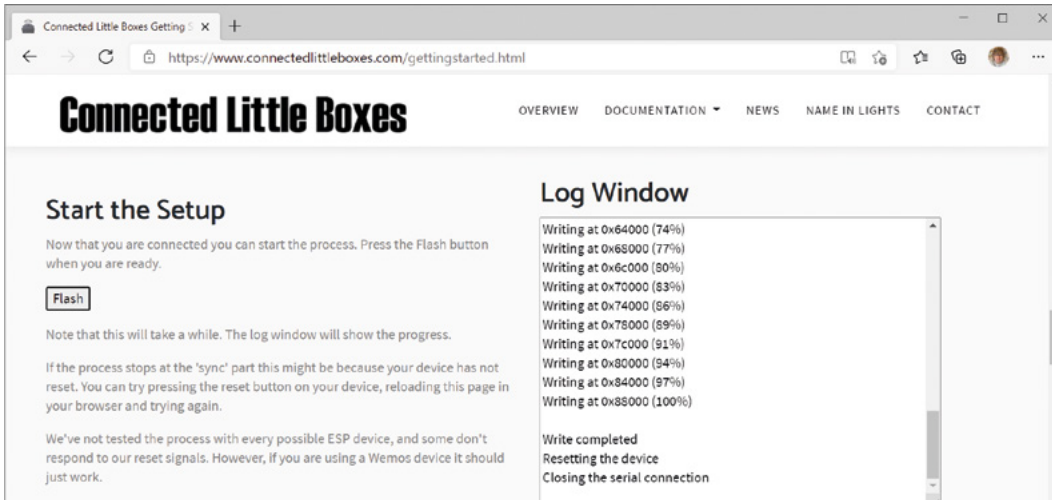 Connected Little Boxes Getting S
https://www.connectedlittleboxes.com/gettingstarted.html
Connected Little Boxes
OVERVIEW DOCUMENTATION NEWS NAME IN LIGHTS CONTACT
Start the Setup
Now that you are connected you can start the process. Press the Flash button
when you are ready.
Flash
Note that this will take a while. The log window will show the progress.
If the process stops at the 'sync' part this might be because your device has not
reset. You can try pressing the reset button on your device, reloading this page in
your browser and trying again.
We've not tested the process with every possible ESP device, and some don't
respond to our reset signals. However, if you are using a Wemos device it should
just work.
Log Window
Writing at 0x64000 (74%)
Writing at 0x68000 (77%)
Writing at 0x6c000 (80%)
Writing at 0x70000 (83%)
Writing at 0x74000 (86%)
Writing at 0x78000 (89%)
Writing at 0x7c000 (91%)
Writing at 0x80000 (94%)
Writing at 0x84000 (97%)
Writing at 0x88000 (100%)
Write completed
Resetting the device
Closing the serial connection